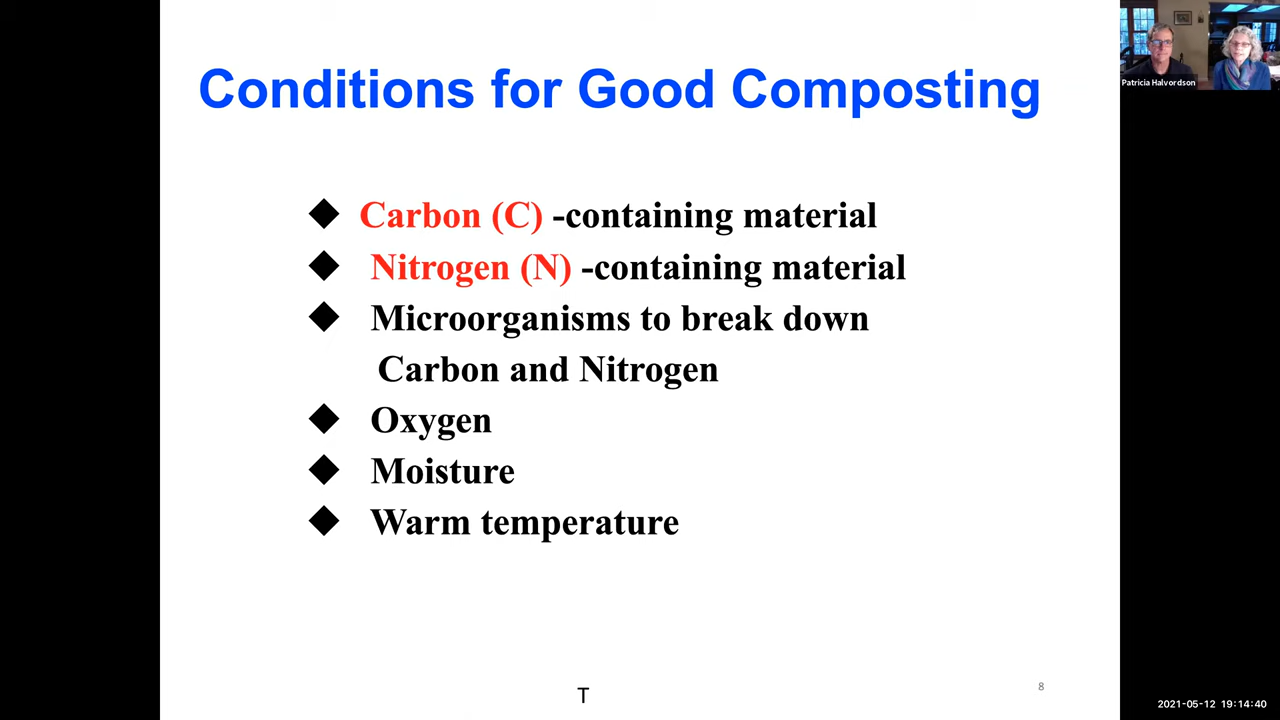 Conditions for Good Composting
Patricia Halvordson
◆ Carbon (C) -containing material
◆ Nitrogen (N) -containing material
◆ Microorganisms to break down
Carbon and Nitrogen
◆ Oxygen
◆ Moisture
◆ Warm temperature
T
8
2021-05-12 19:14:40